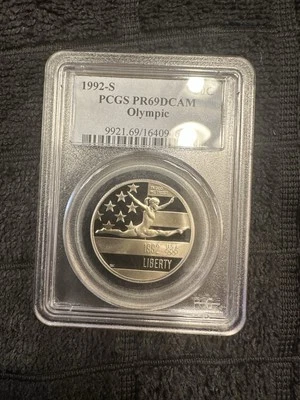 1992-S
PCGS PR69DCAM
Olympic
9921.69/16409
LIBERTY